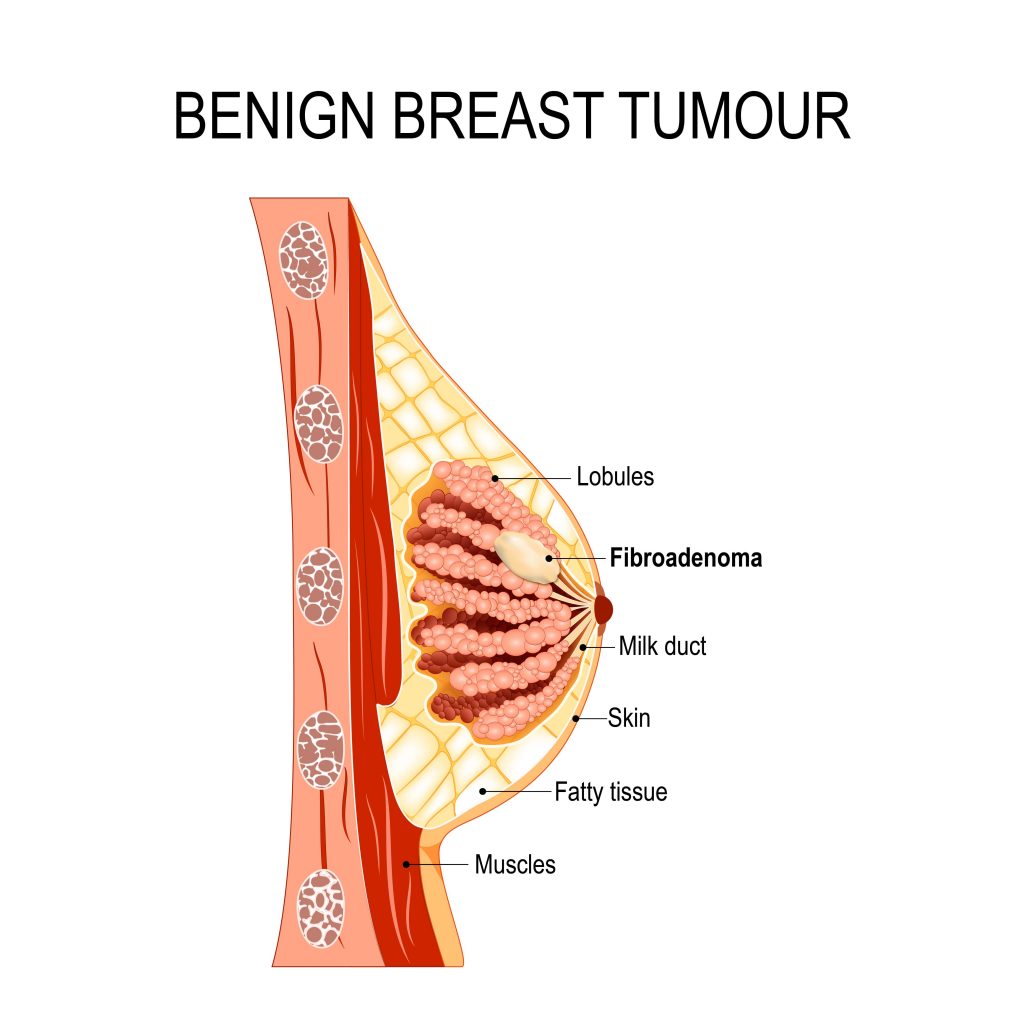 BENIGN BREAST TUMOUR
Lobules
Fibroadenoma
Milk duct
Skin
Fatty tissue
Muscles